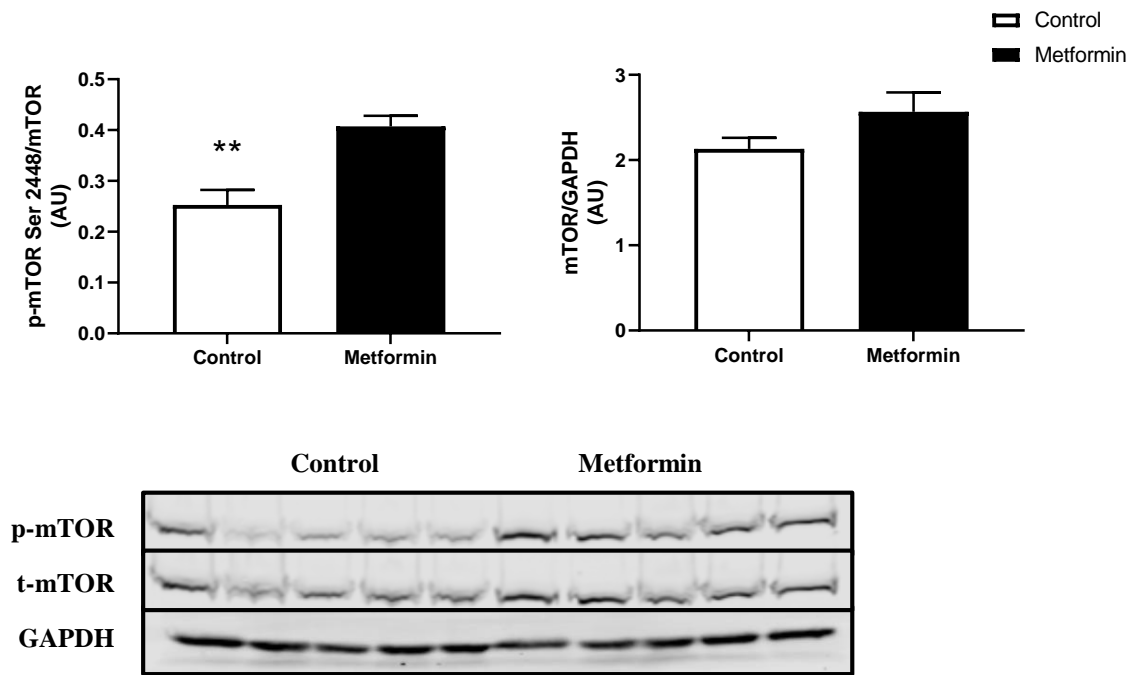 Control
Metformin
p-mTOR Ser 2448/mTOR
(AU)
0.5
0.4
0.3
0.2
0.1
0.0
**
Control
Metformin
mTOR/GAPDH
(AU)
3
2
1
0
Control
Metformin
Control
Metformin
p-mTOR
t-mTOR
GAPDH